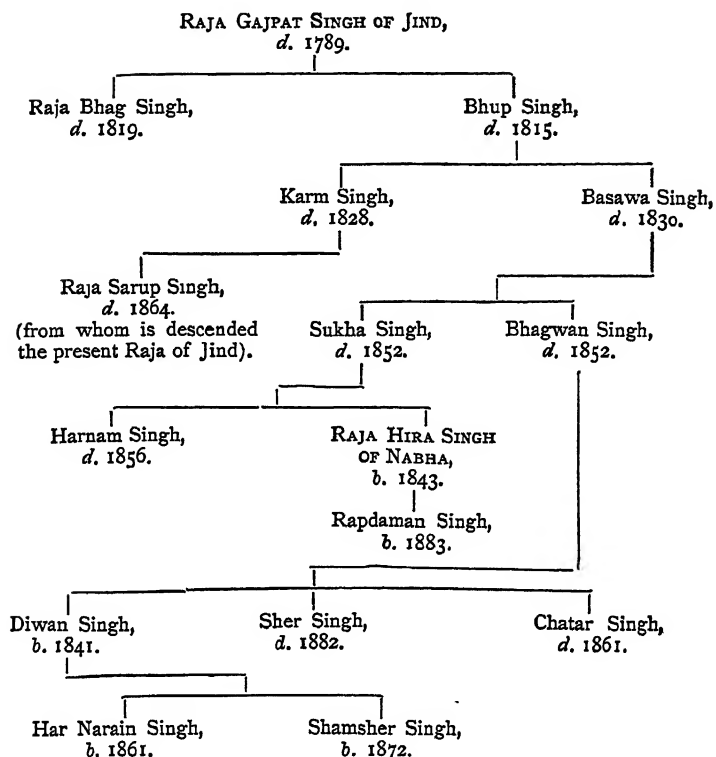 RAJA GAJPAT SINGH OF JIND,
d. 1789.
Raja Bhag Singh,
d. 1819.
Bhup Singh,
d. 1815.
Karm Singh,
d. 1828.
Basawa Singh,
d. 1830.
Raja Sarup Singh,
d. 1864.
(from whom is descended
the present Raja of Jind).
Sukha Singh,
d. 1852.
Bhagwan Singh,
d. 1852.
Harnam Singh,
d. 1856.
RAJA HIRA SINGH
OF NABHA,
b. 1843.
Rapdaman Singh,
b. 1883.
Diwan Singh,
b. 1841.
Sher Singh,
d. 1882.
Chatar Singh,
d. 1861.
Har Narain Singh,
b. 1861.
Shamsher Singh,
b. 1872.